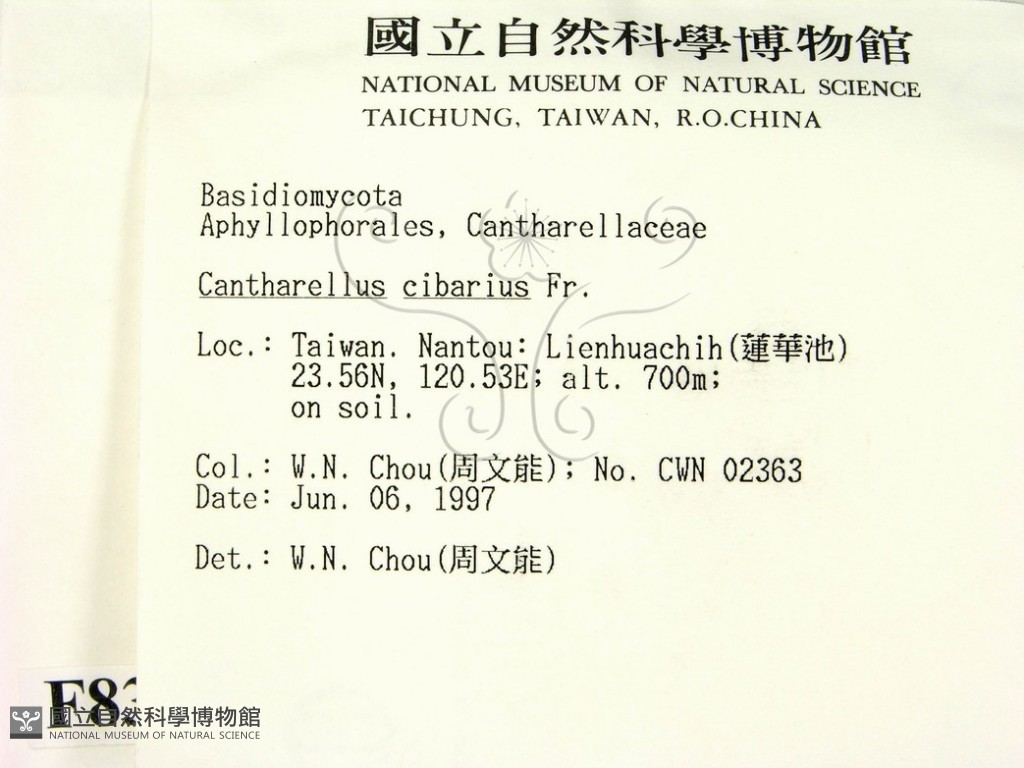 國立自然科學博物館
NATIONAL MUSEUM OF NATURAL SCIENCE
TAICHUNG, TAIWAN, R.O.CHINA
Basidiomycota
Aphyllophorales, Cantharellaceae
Cantharellus cibarius Fr.
Loc.: Taiwan. Nantou: Lienhuachih(蓮華池)
23.56N, 120.53E; alt. 700m;
on soil.
Col.: W.N. Chou(周文能); No. CWN 02363
Date: Jun. 06, 1997
Det.: W.N. Chou(周文能)
國立自然科學博物館
NATIONAL MUSEUM OF NATURAL SCIENCE